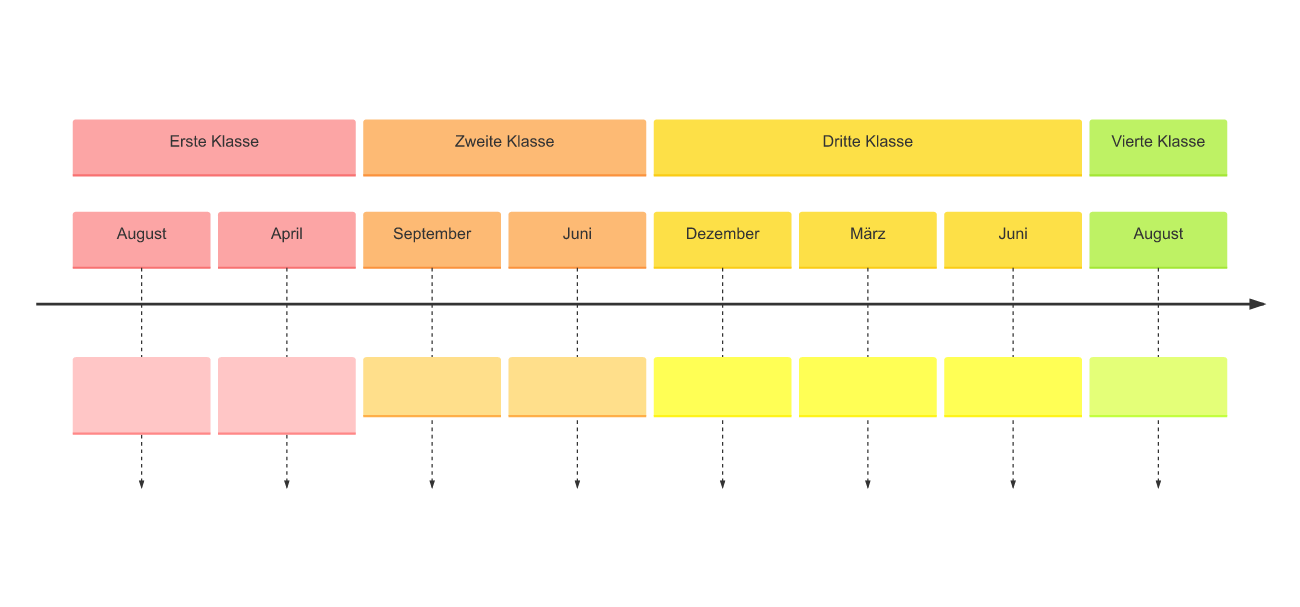 Erste Klasse
Zweite Klasse
Dritte Klasse
Vierte Klasse
August
April
September
Juni
Dezember
März
Juni
August